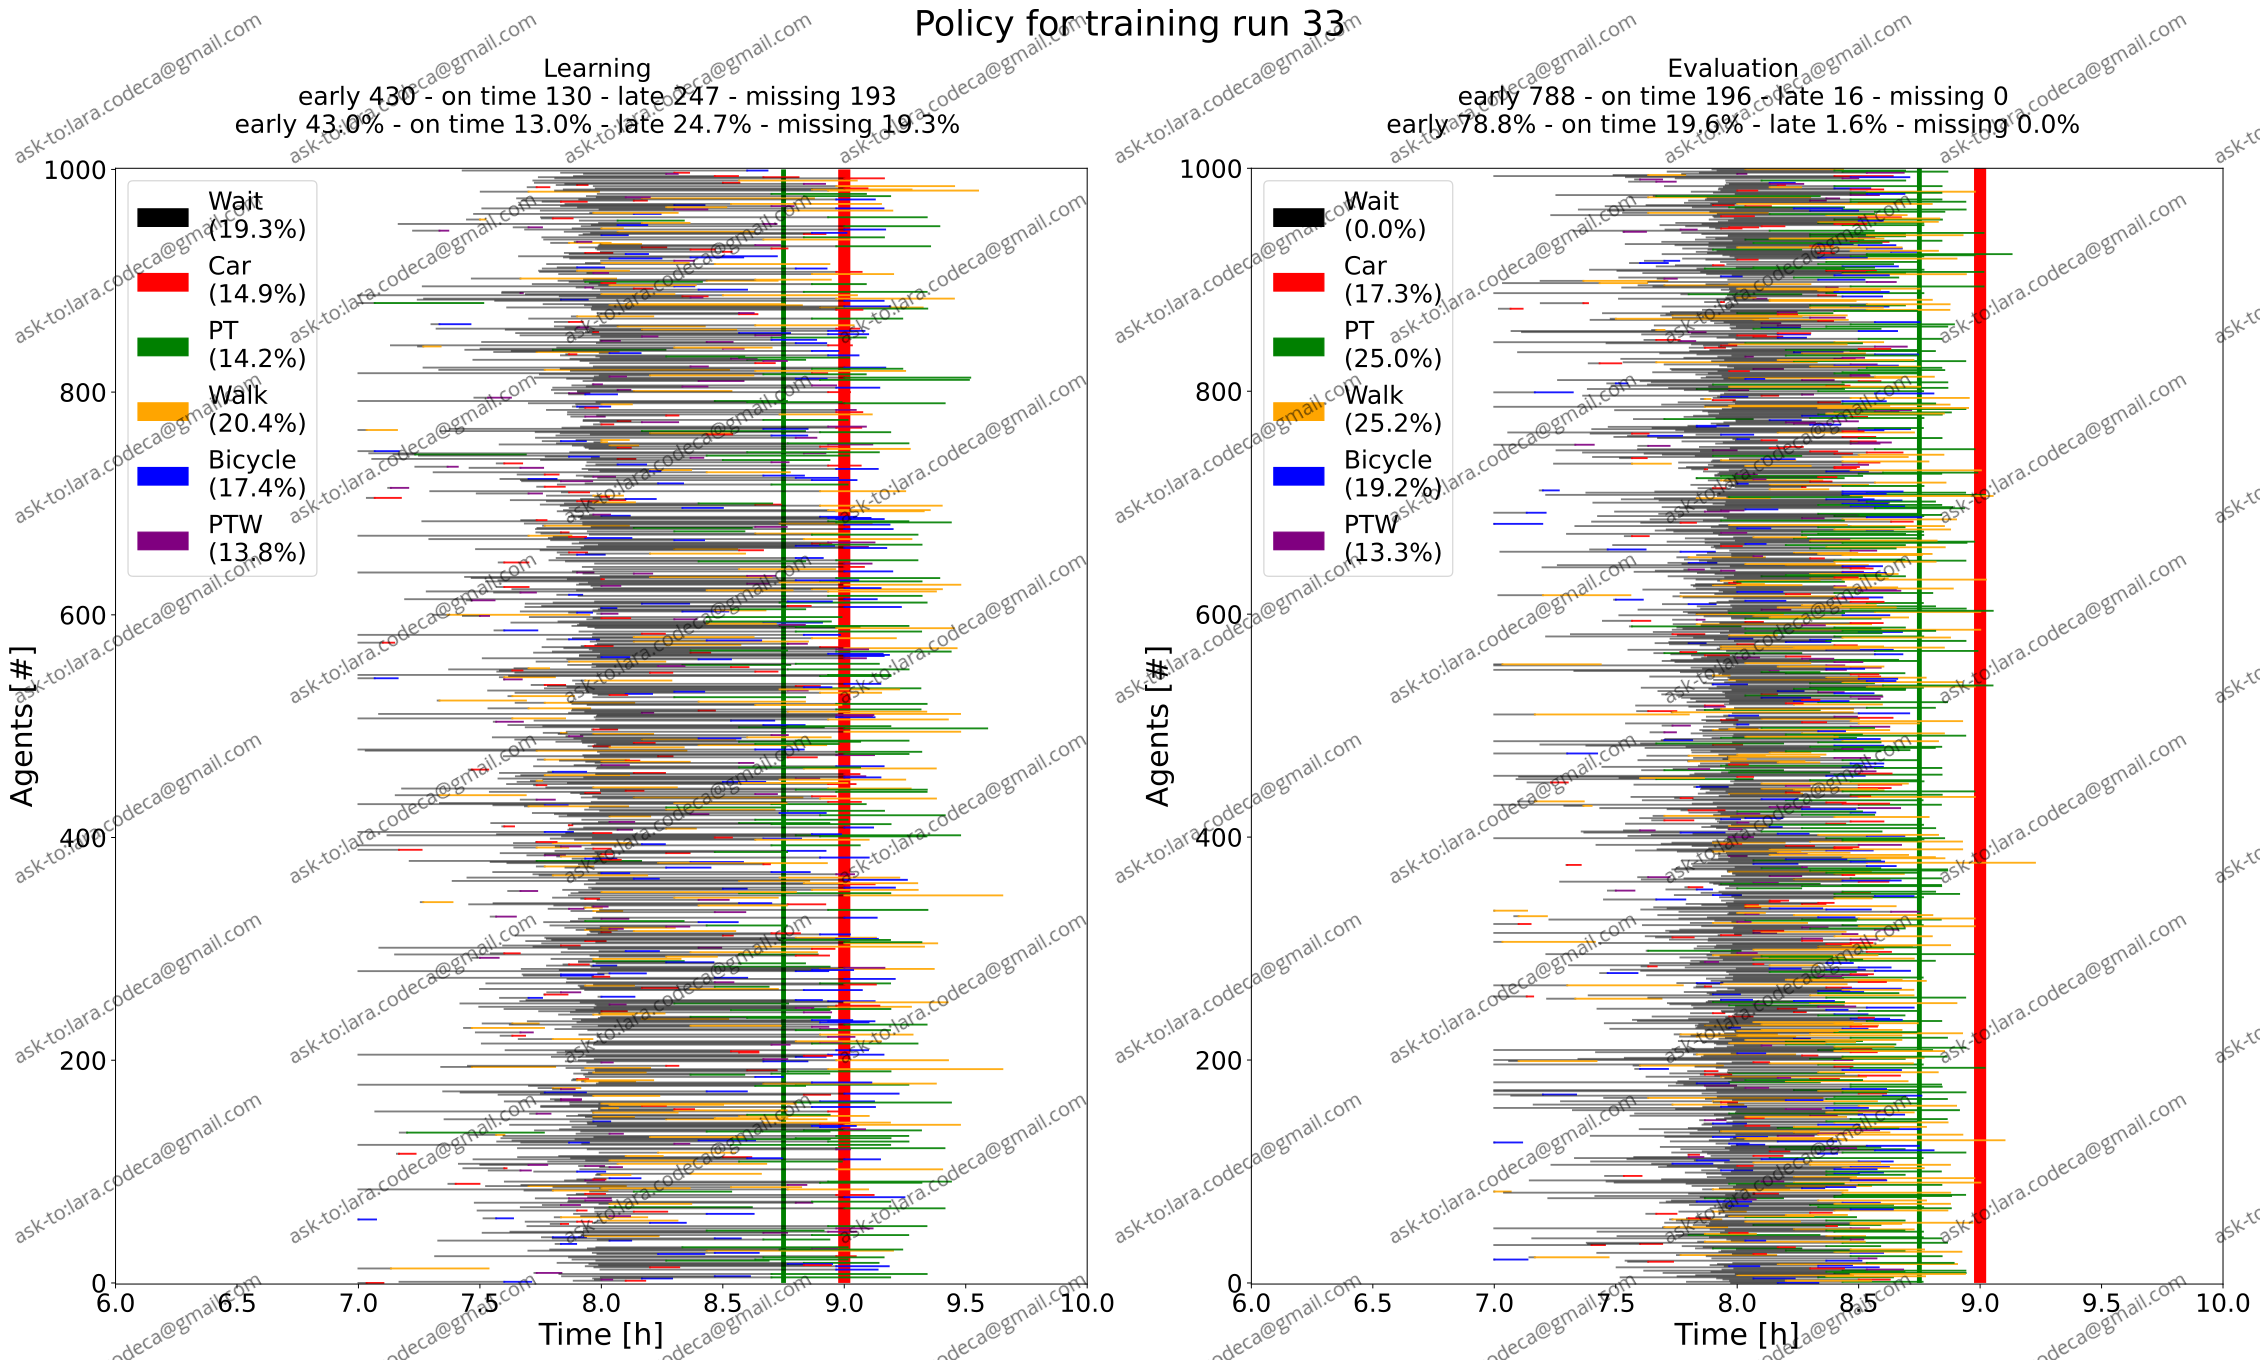 Policy for training run 33
Learning
early 430 - on time 130 - late 247 - missing 193
early 43.0% - on time 13.0% - late 24.7% - missing 19.3%
Evaluation
early 788 - on time 196 - late 16 - missing 0
early 78.8% - on time 19.6% - late 1.6% - missing 0.0%
Wait
(19.3%)
Car
(14.9%)
PT
(14.2%)
Walk
(20.4%)
Bicycle
(17.4%)
PTW
(13.8%)
1000
800
600
400
200
0
Agents [#]
6.0 6.5 7.0 7.5 8.0 8.5 9.0 9.5 10.0
Time [h]
Wait
(0.0%)
Car
(17.3%)
PT
(25.0%)
Walk
(25.2%)
Bicycle
(19.2%)
PTW
(13.3%)
1000
800
600
400
200
0
Agents [#]
6.0 6.5 7.0 7.5 8.0 8.5 9.0 9.5 10.0
Time [h]
ask-to:lara.codeca@gmail.com